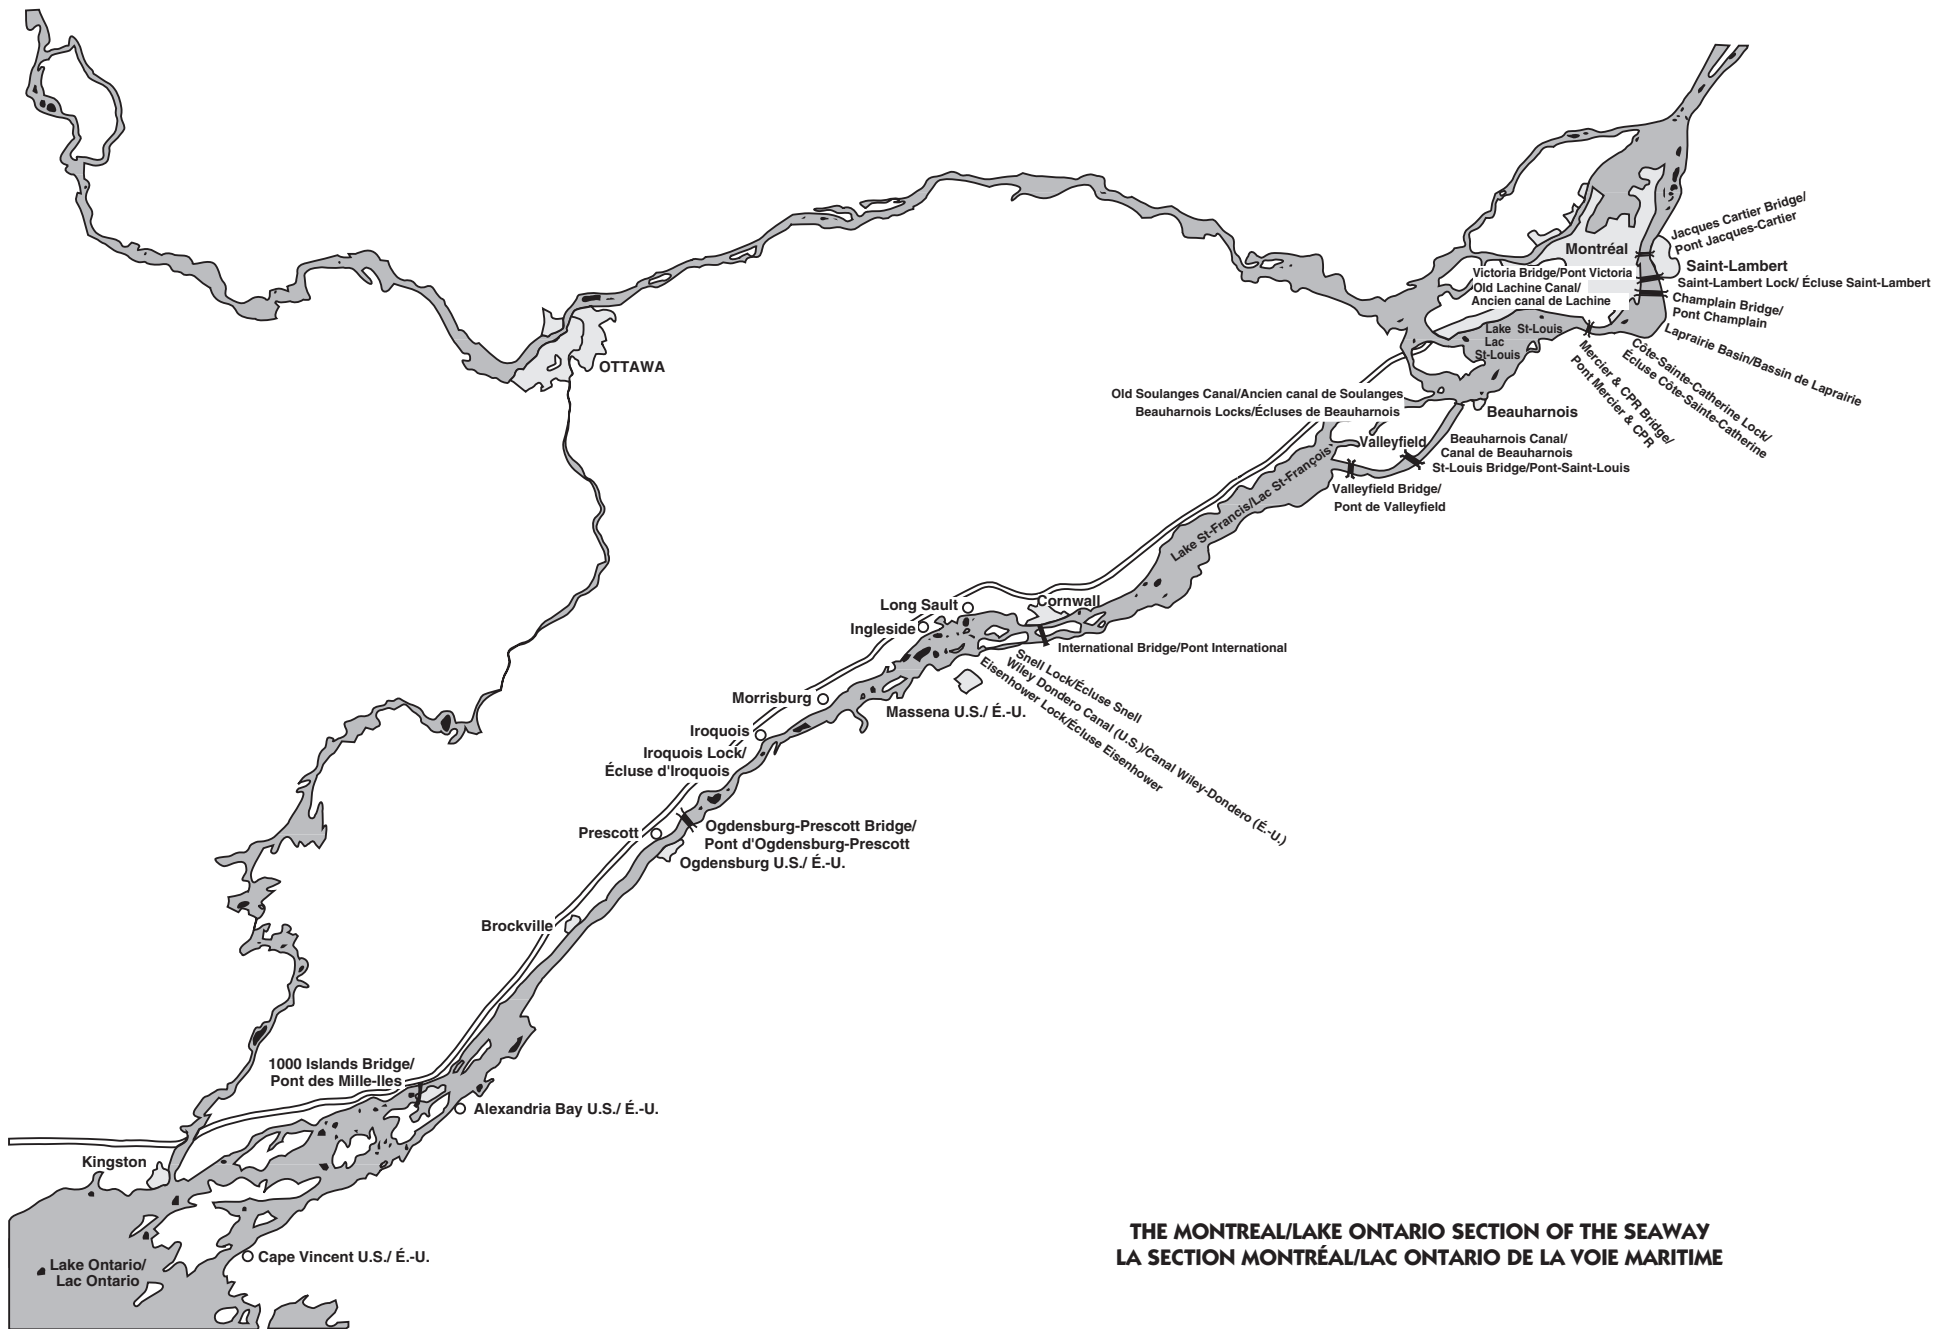 Jacques Cartier Bridge/
Pont Jacques-Cartier
Montréal
Saint-Lambert
Victoria Bridge/Pont Victoria
Saint-Lambert Lock/ Écluse Saint-Lambert
Old Lachine Canal/
Ancien canal de Lachine
Champlain Bridge/
Pont Champlain
Laprairie Basin/Bassin de Laprairie
Lake St-Louis
Lac
St-Louis
Côte-Sainte-Catherine Lock/
Écluse Côte-Sainte-Catherine
Mercier & CPR Bridge/
Pont Mercier & CPR
OTTAWA
Old Soulanges Canal/Ancien canal de Soulanges
Beauharnois Locks/Écluses de Beauharnois
Beauharnois
Valleyfield
Beauharnois Canal/
Canal de Beauharnois
St-Louis Bridge/Pont-Saint-Louis
Valleyfield Bridge/
Pont de Valleyfield
Lake St-Francis/Lac St-François
Long Sault
Cornwall
Ingleside
International Bridge/Pont International
Snell Lock/Écluse Snell
Wiley Dondero Canal (U.S.)/Canal Wiley-Dondero (É.-U.)
Eisenhower Lock/Écluse Eisenhower
Morrisburg
Massena U.S./ É.-U.
Iroquois
Iroquois Lock/
Écluse d'Iroquois
Prescott
Ogdensburg-Prescott Bridge/
Pont d'Ogdensburg-Prescott
Ogdensburg U.S./ É.-U.
Brockville
1000 Islands Bridge/
Pont des Mille-Iles
Alexandria Bay U.S./ É.-U.
Kingston
Cape Vincent U.S./ É.-U.
Lake Ontario/
Lac Ontario
THE MONTREAL/LAKE ONTARIO SECTION OF THE SEAWAY
LA SECTION MONTRÉAL/LAC ONTARIO DE LA VOIE MARITIME